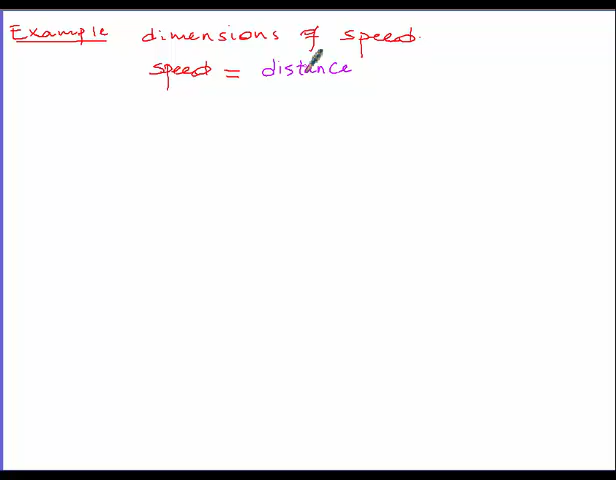 Example dimensions of speed.
speed = distance